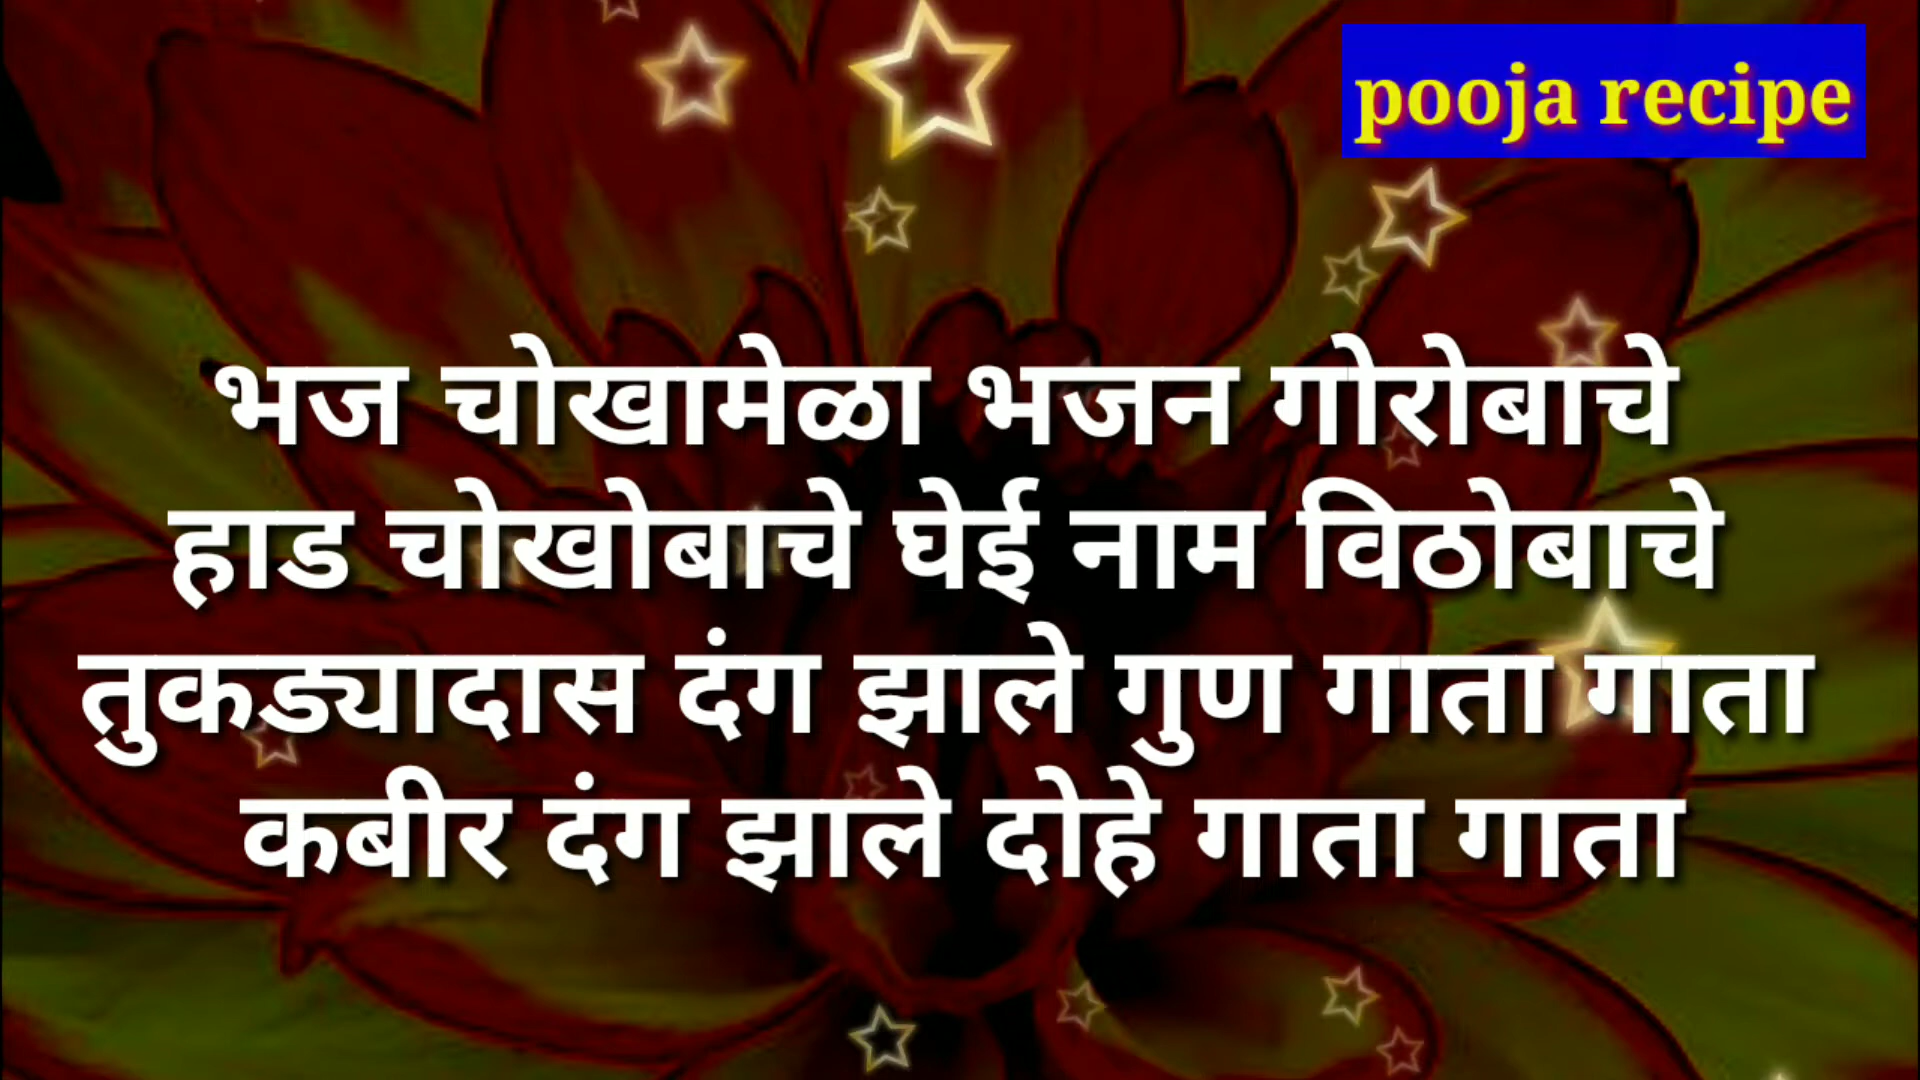 pooja recipe
भज चोखामेळा भजन गोरोबाचे
हाड चोखोबाचे घेई नाम विठोबाचे
तुकड्यादास दंग झाले गुण गाता गाता
कबीर दंग झाले दोहे गाता गाता